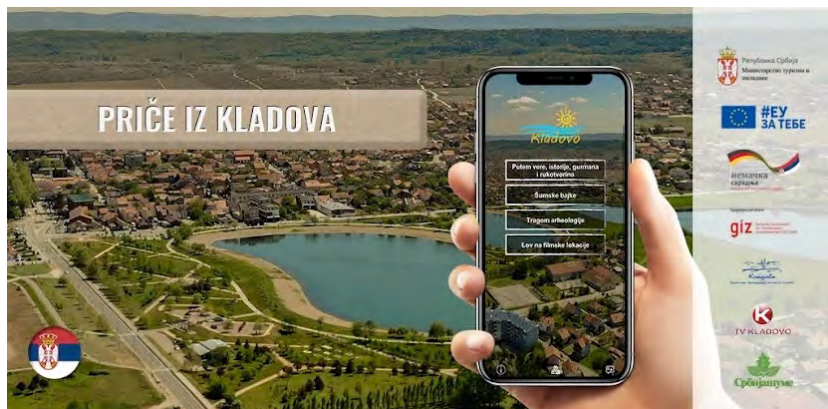 PRIČE IZ KLADOVA
Kladovo
Putem vere, istorije, gurmana
i rukotvorina
Šumske bajke
Tragom arheologije
Lov na filmske lokacije
Република Србија
Министарство туризма и
омладине
#ЕУ
ЗА ТЕБЕ
немачка
сарадња
giz
Кладово
TV KLADOVO
Србијашуме